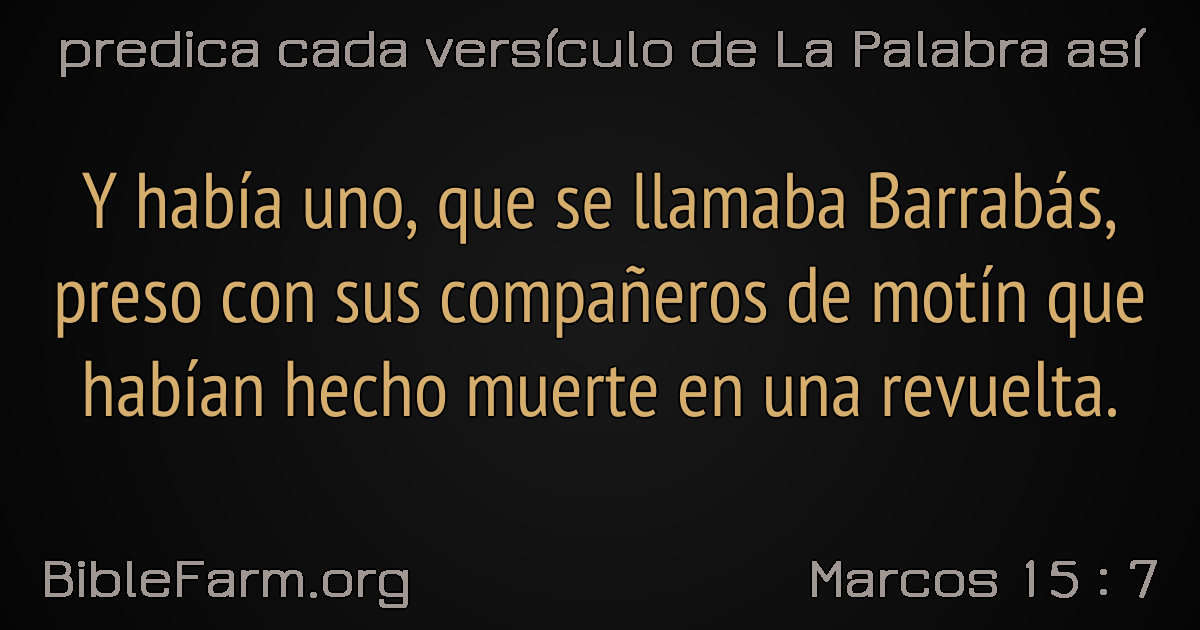 predica cada versículo de La Palabra así
Y había uno, que se llamaba Barrabás,
preso con sus compañeros de motín que
habían hecho muerte en una revuelta.
BibleFarm.org
Marcos 15 : 7